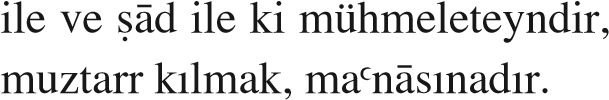 ile ve ṣād ile ki mühmeleteyndir,
muztarr kılmak, maᶜnāsınadır.